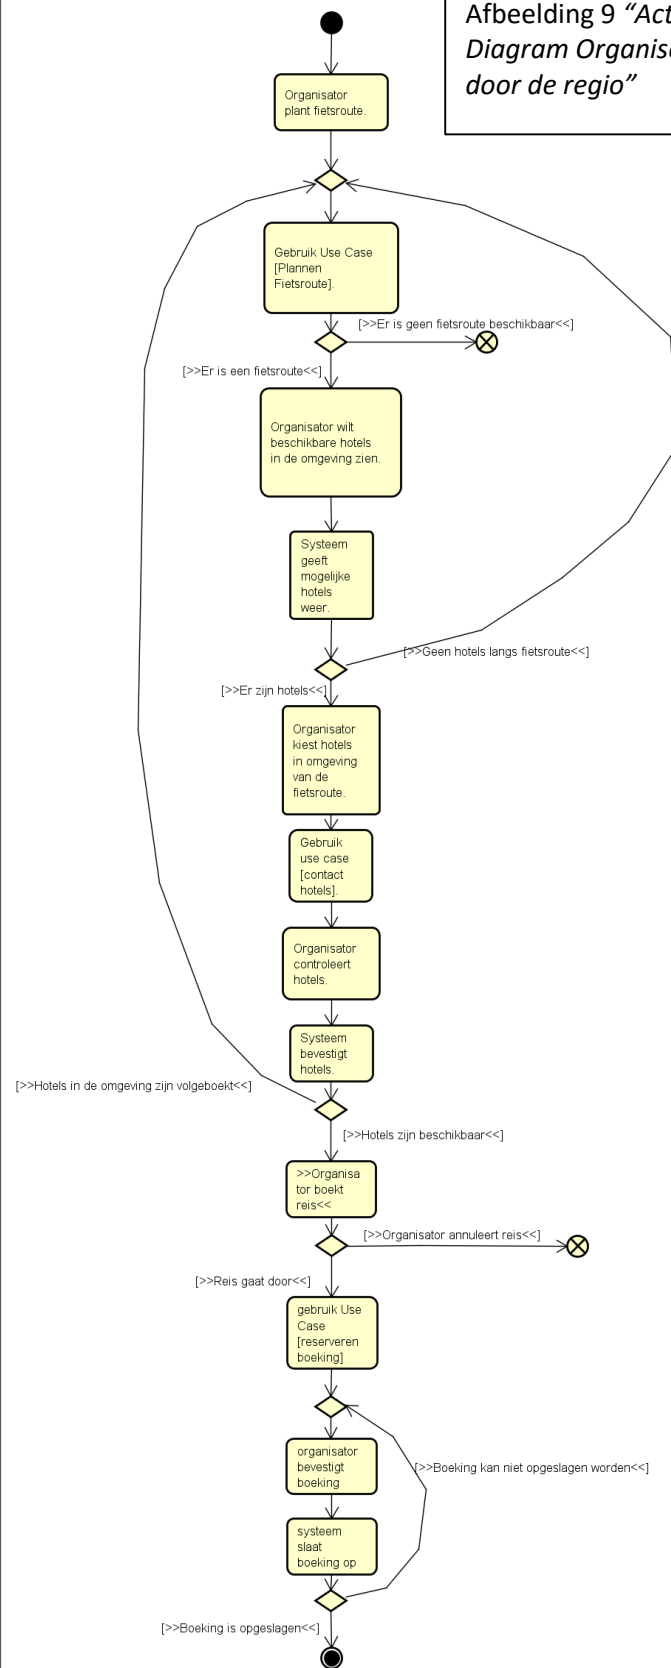 Afbeelding 9 “Act
Diagram Organis
door de regio”
Organisator
plant fietsroute.
Gebruik Use Case
[Plannen
Fietsroute].
[>>Er is geen fietsroute beschikbaar<<]
[>>Er is een fietsroute<<]
Organisator wilt
beschikbare hotels
in de omgeving zien.
Systeem
geeft
mogelijke
hotels
weer.
[>>Geen hotels langs fietsroute<<]
[>>Er zijn hotels<<]
Organisator
kiest hotels
in omgeving
van de
fietsroute.
Gebruik
use case
[contact
hotels].
Organisator
controleert
hotels.
Systeem
bevestigt
hotels.
[>>Hotels in de omgeving zijn volgeboekt<<]
[>>Hotels zijn beschikbaar<<]
>>Organisa
tor boekt
reis<<
[>>Organisator annuleert reis<<]
[>>Reis gaat door<<]
gebruik Use
Case
[reserveren
boeking]
organisator
bevestigt
boeking
[>>Boeking kan niet opgeslagen worden<<]
systeem
slaat
boeking op
[>>Boeking is opgeslagen<<]